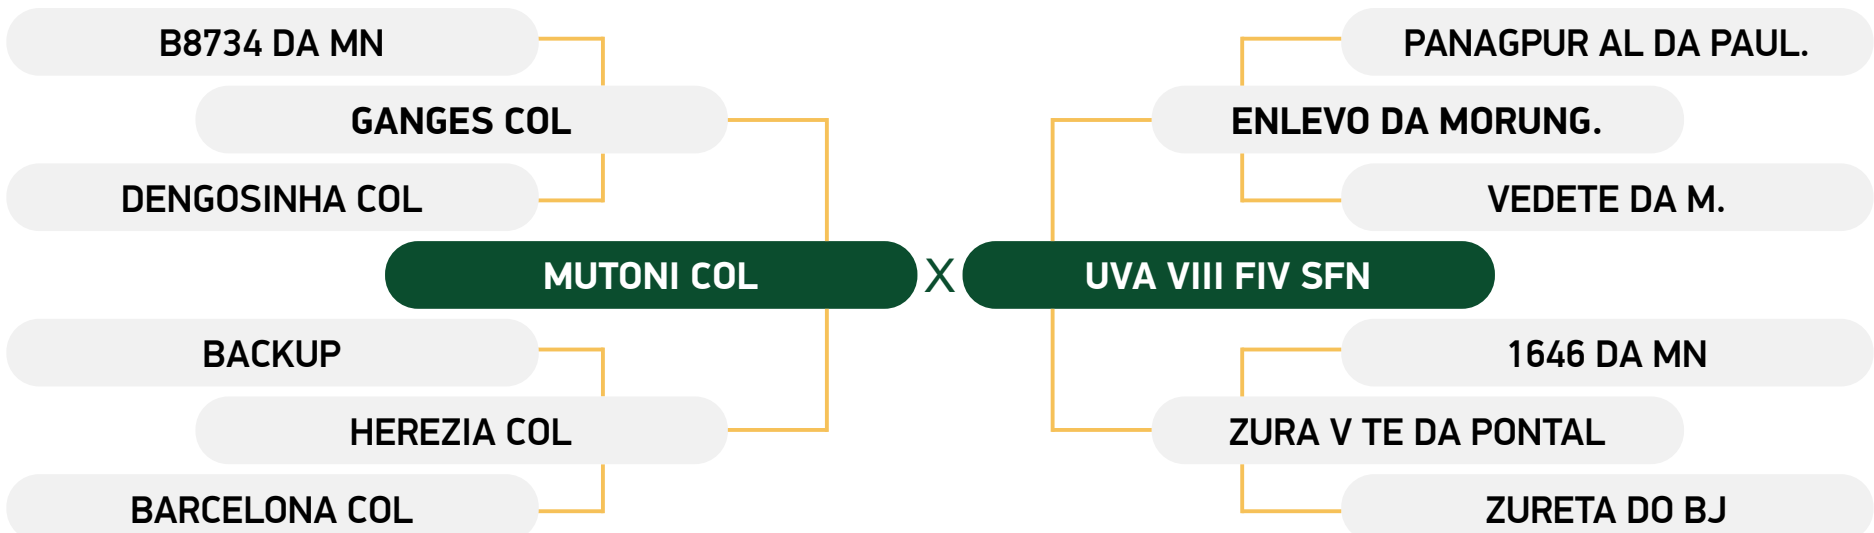 B8734 DA MN
PANAGPUR AL DA PAUL.
GANGES COL
ENLEVO DA MORUNG.
DENGOSINHA COL
VEDETE DA M.
MUTONI COL X UVA VIII FIV SFN
BACKUP
1646 DA MN
HEREZIA COL
ZURA V TE DA PONTAL
BARCELONA COL
ZURETA DO BJ